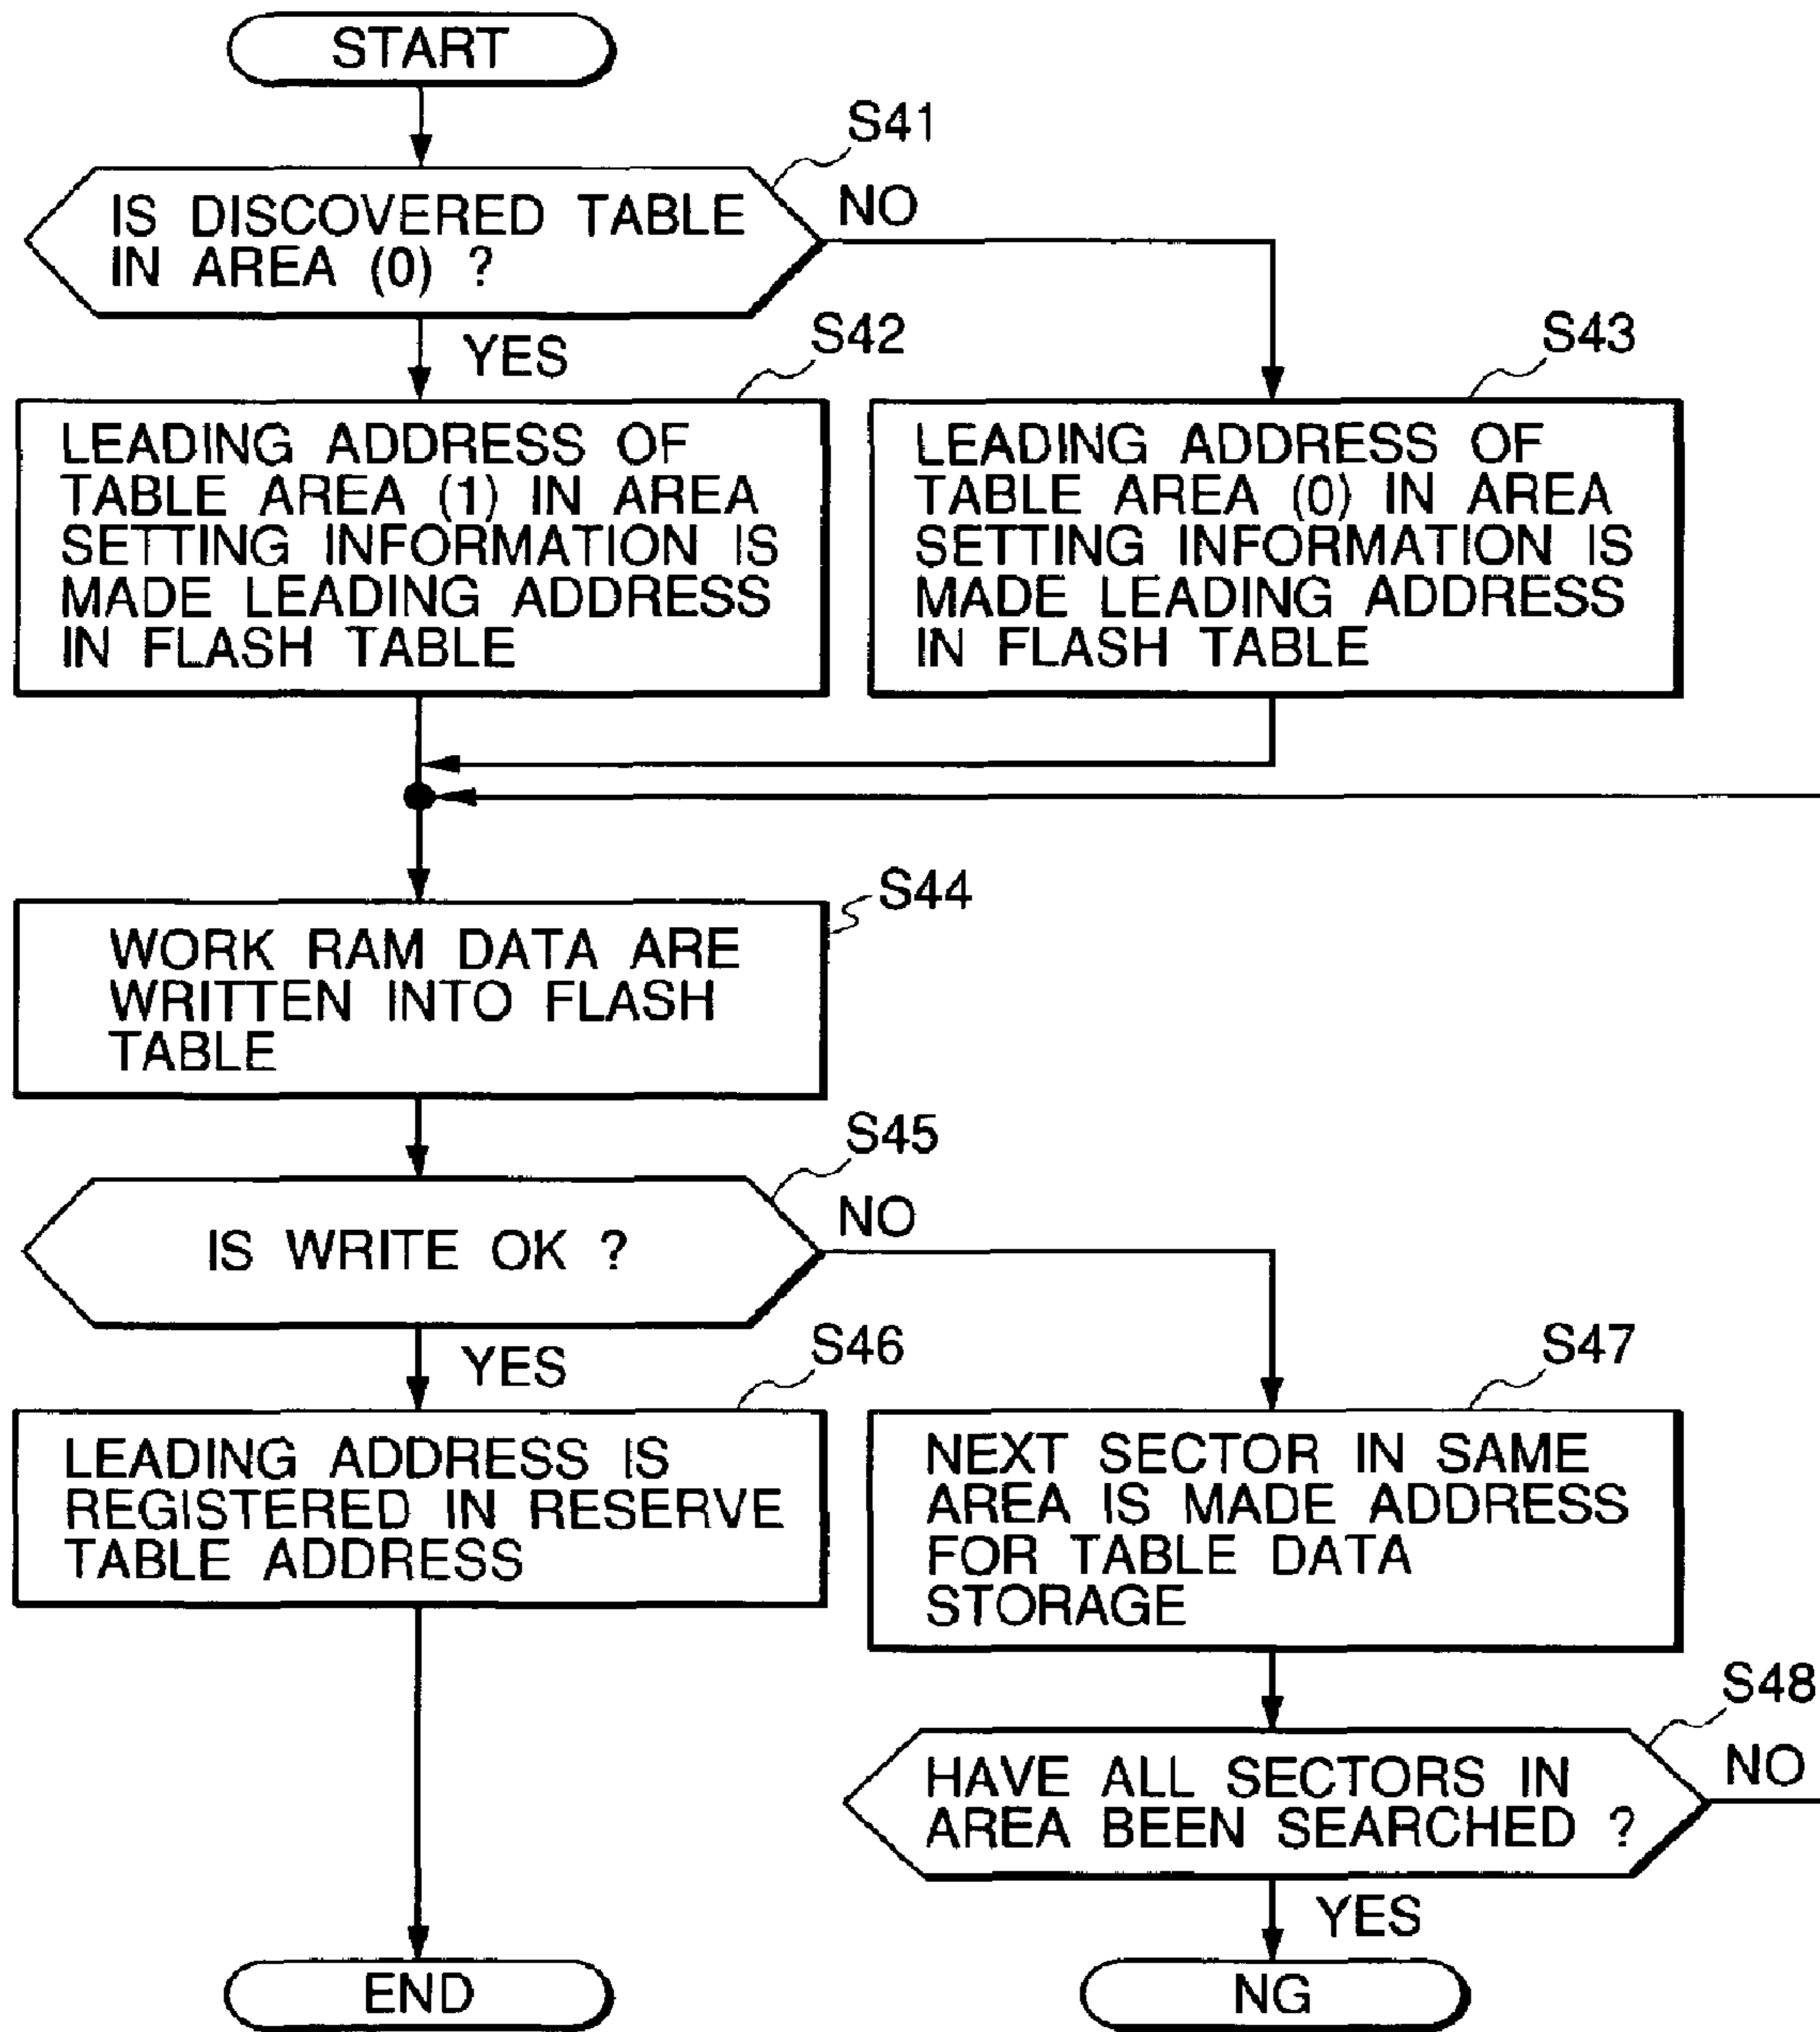 START
S41
IS DISCOVERED TABLE
IN AREA (0) ?
NO
YES
S42
LEADING ADDRESS OF
TABLE AREA (1) IN AREA
SETTING INFORMATION IS
MADE LEADING ADDRESS
IN FLASH TABLE
S43
LEADING ADDRESS OF
TABLE AREA (0) IN AREA
SETTING INFORMATION IS
MADE LEADING ADDRESS
IN FLASH TABLE
S44
WORK RAM DATA ARE
WRITTEN INTO FLASH
TABLE
S45
IS WRITE OK ?
NO
YES
S46
LEADING ADDRESS IS
REGISTERED IN RESERVE
TABLE ADDRESS
S47
NEXT SECTOR IN SAME
AREA IS MADE ADDRESS
FOR TABLE DATA
STORAGE
S48
HAVE ALL SECTORS IN
AREA BEEN SEARCHED ?
NO
YES
END
NG